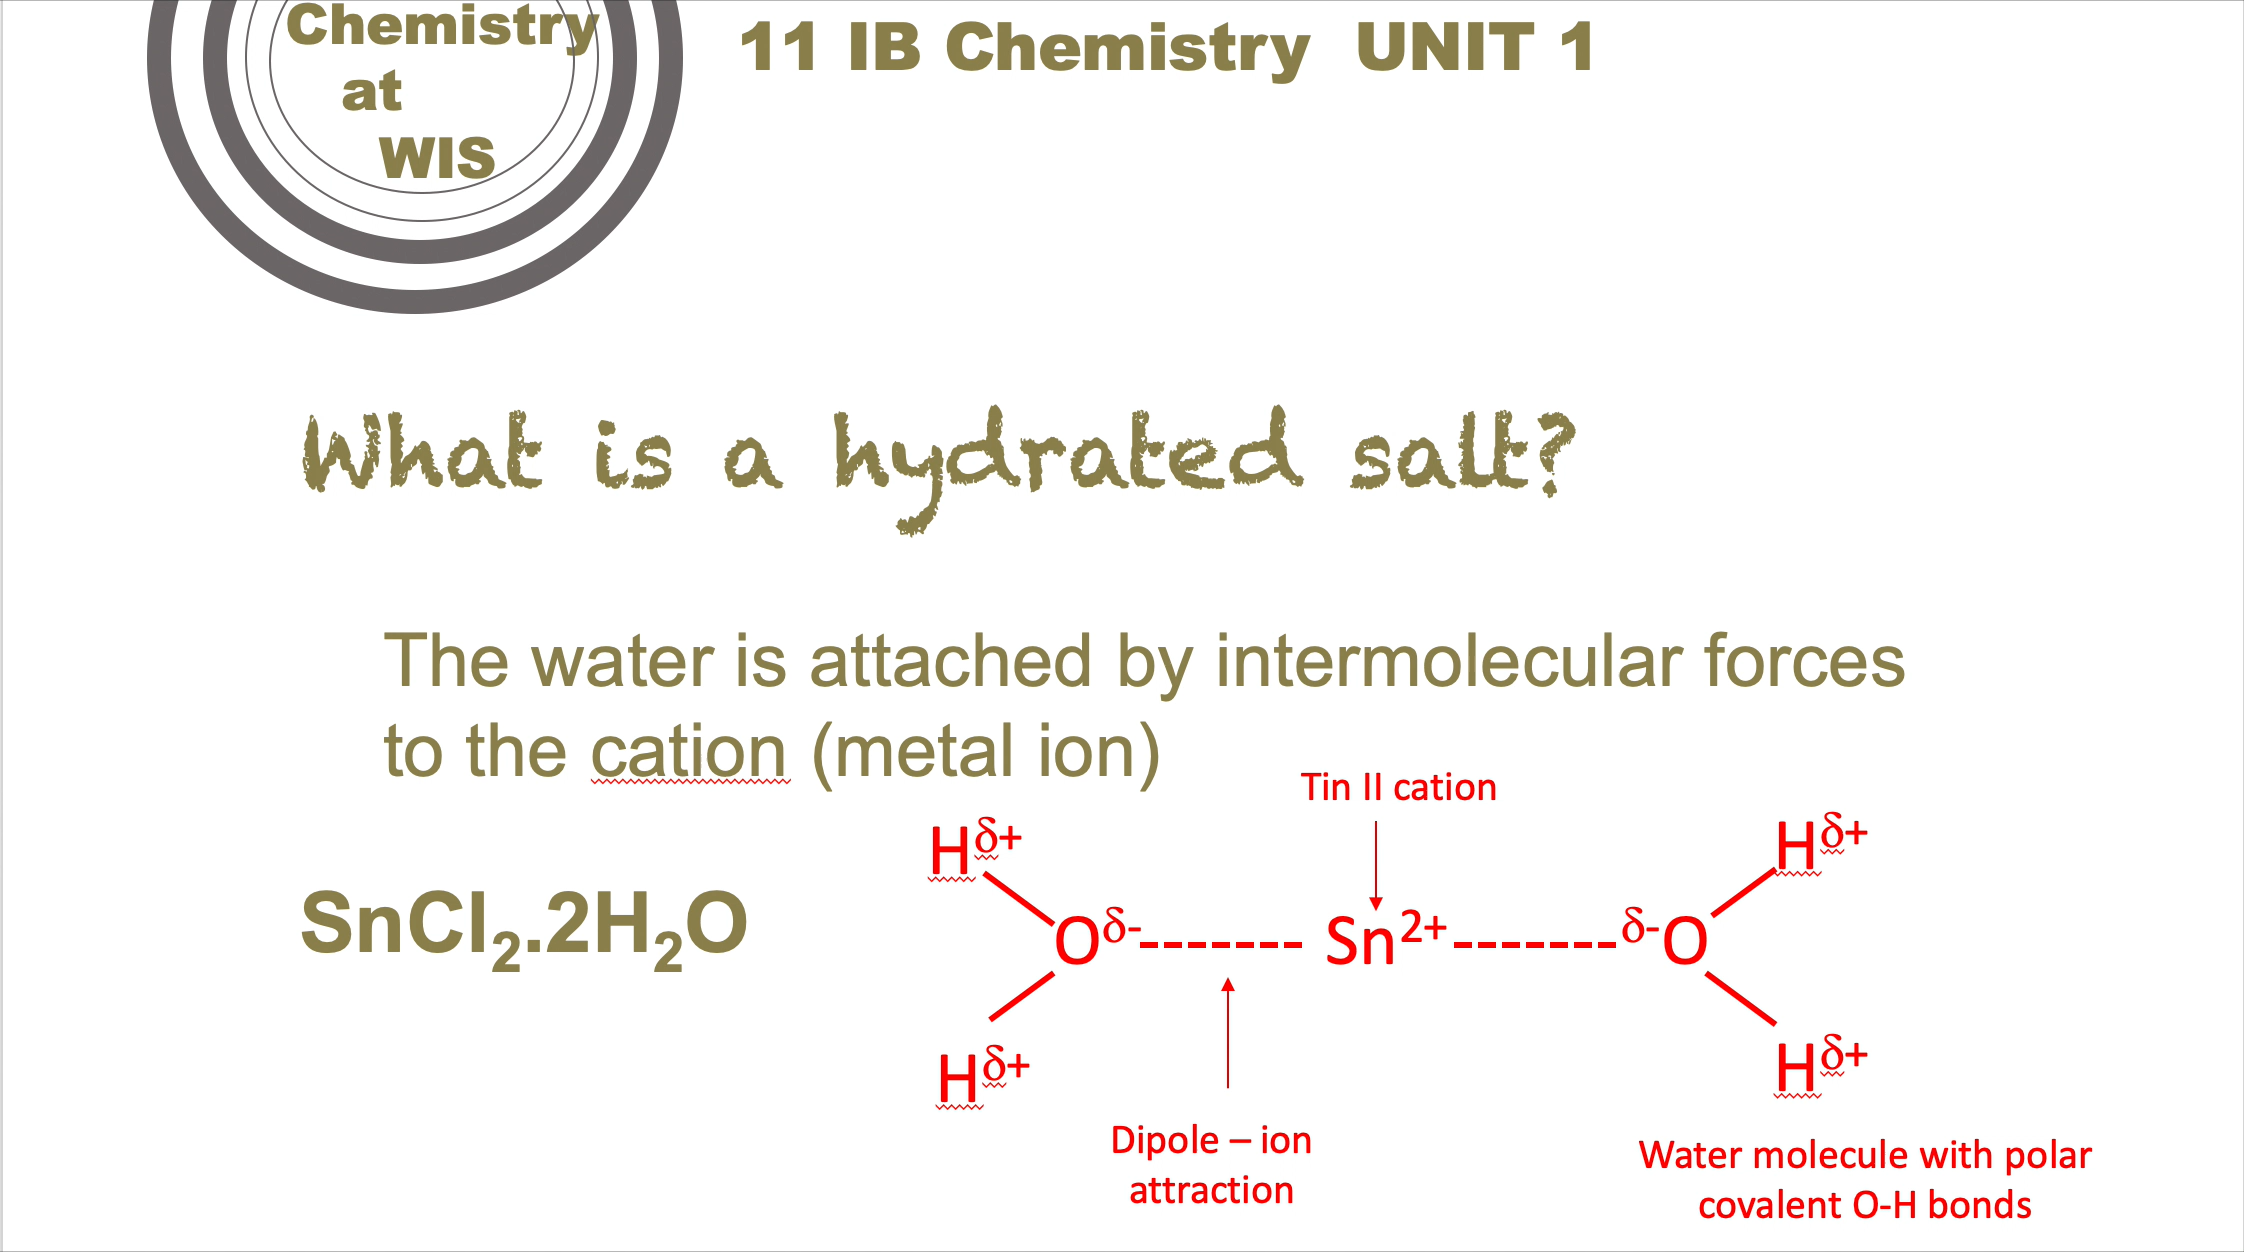 Chemistry
at
WIS
11 IB Chemistry  UNIT 1
What is a hydrated salt?
The water is attached by intermolecular forces
to the cation (metal ion)
Tin II cation
Hδ+
Hδ+
SnCl₂.2H₂O
Oδ-------- Sn²⁺-------δ-O
Hδ+
Hδ+
Dipole – ion
attraction
Water molecule with polar
covalent O-H bonds